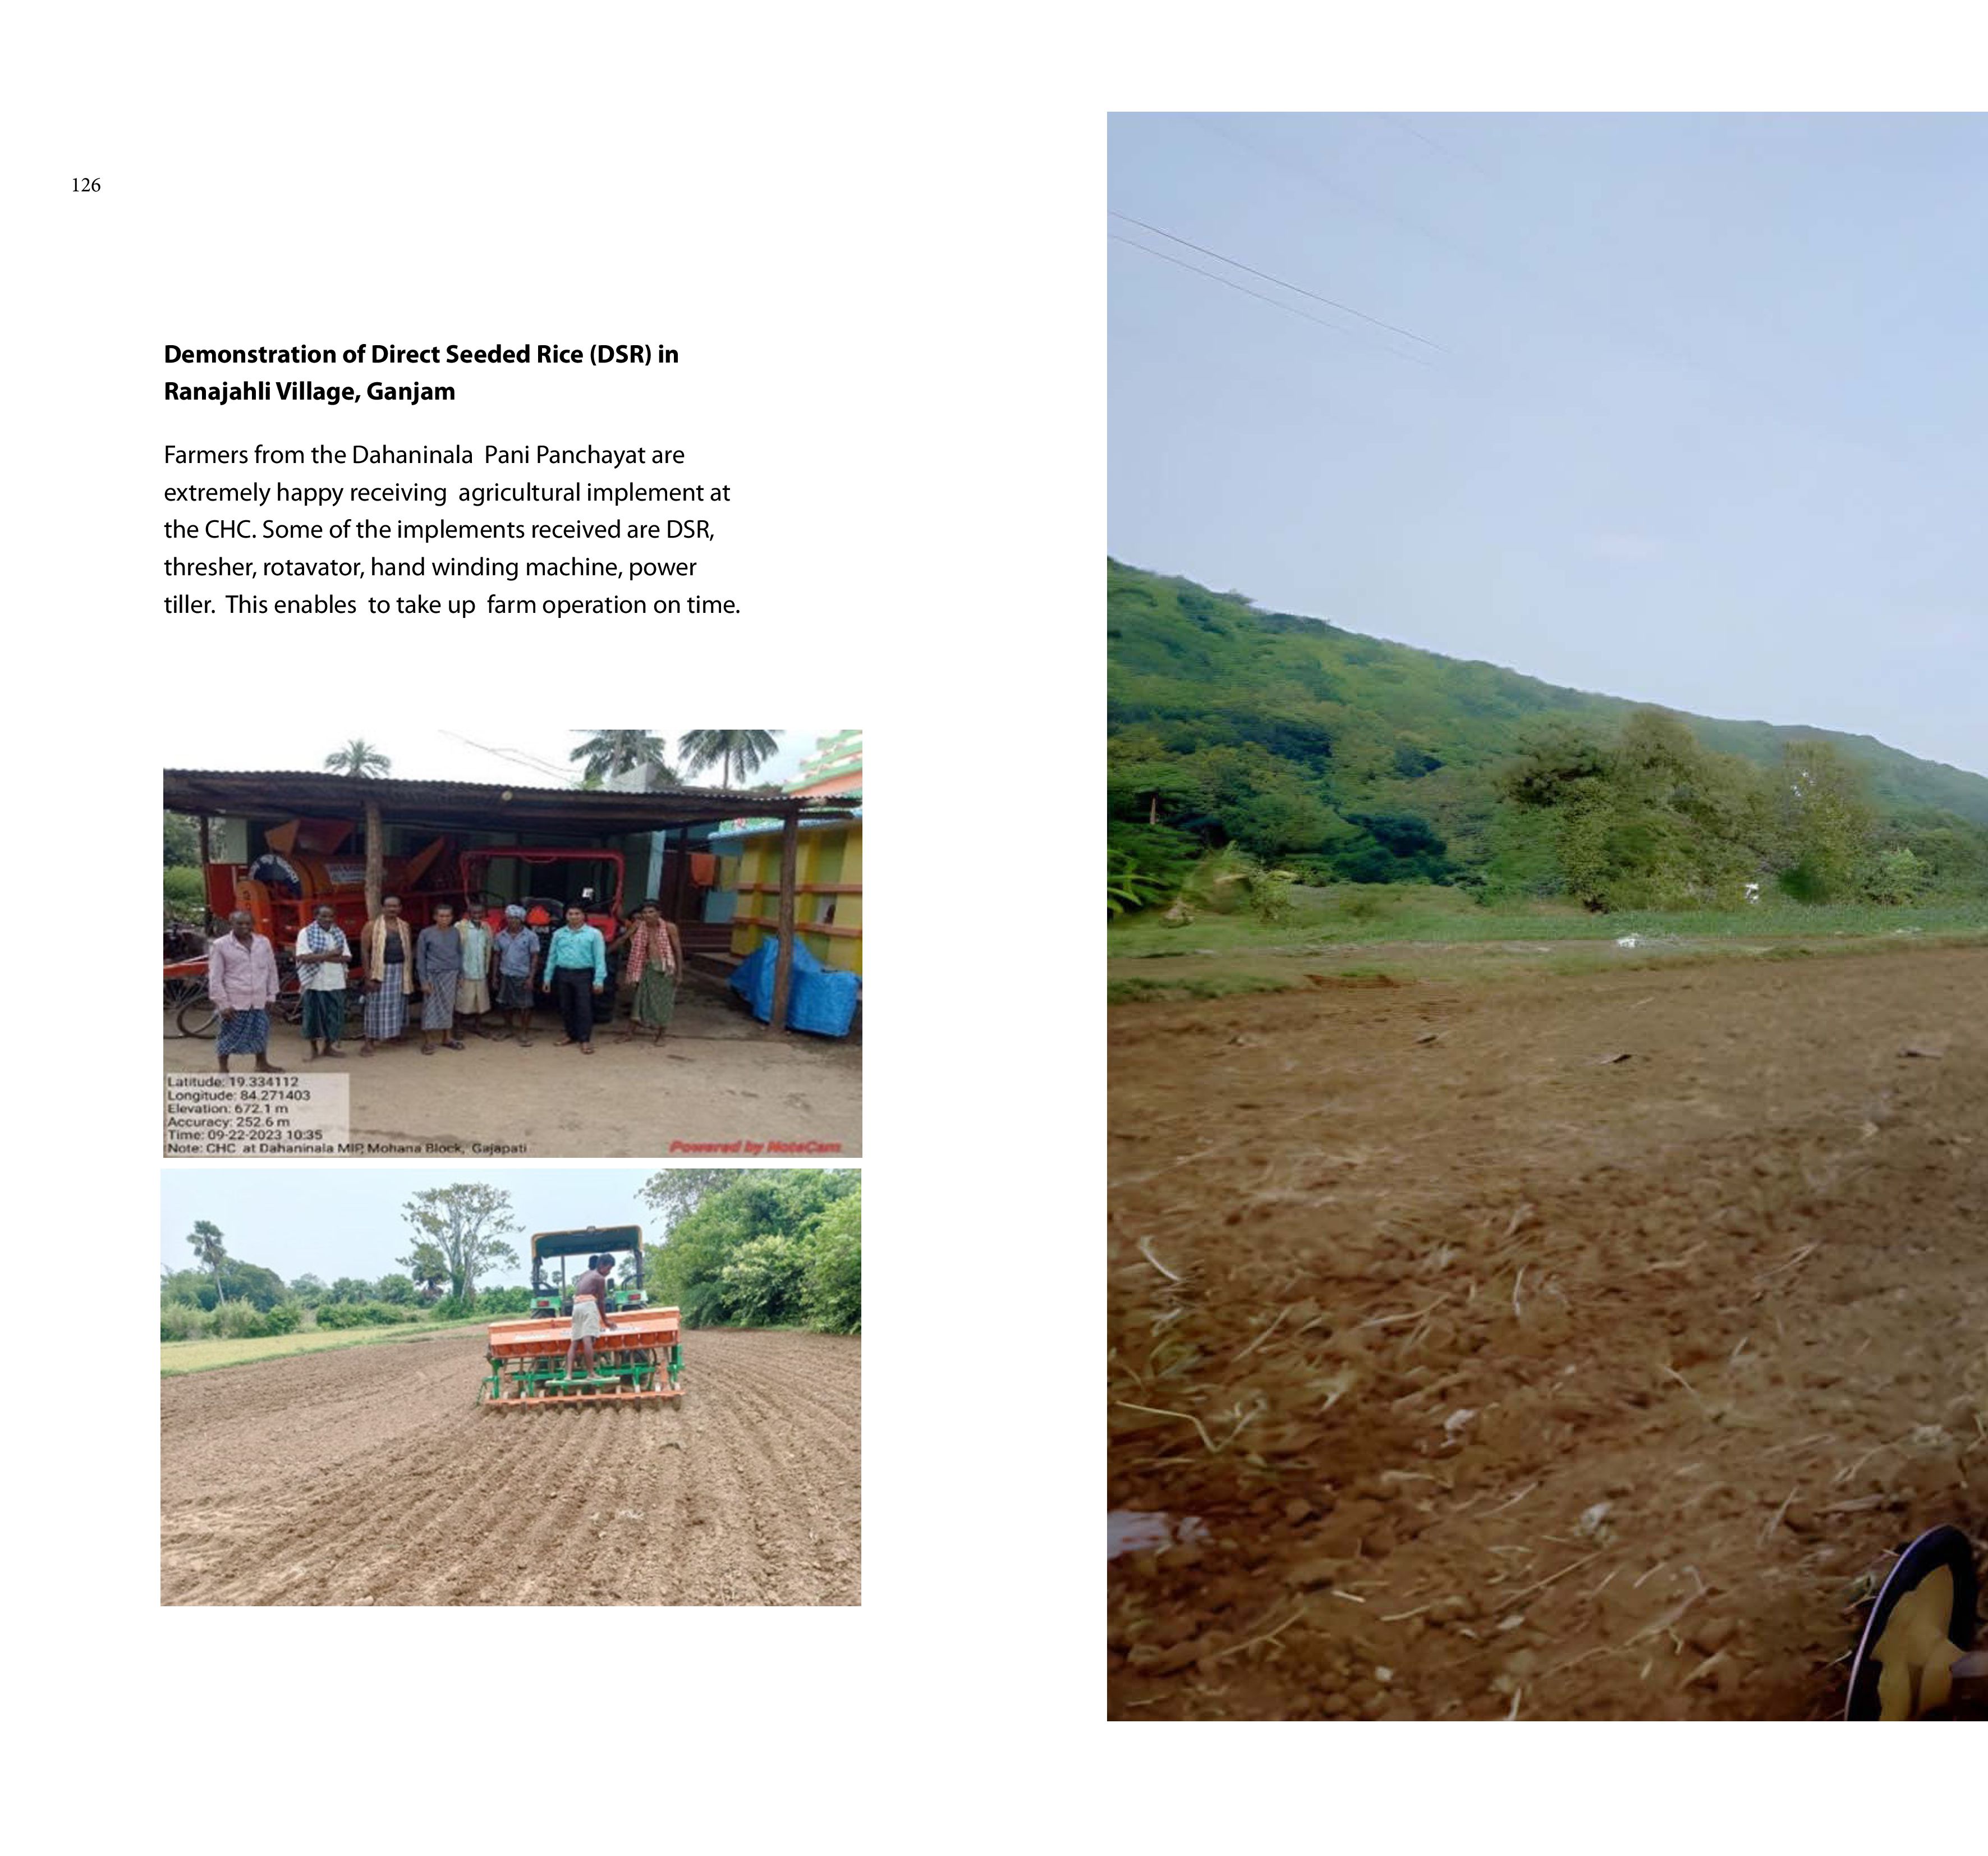 126
Demonstration of Direct Seeded Rice (DSR) in
Ranajahli Village, Ganjam
Farmers from the Dahaninala  Pani Panchayat are
extremely happy receiving  agricultural implement at
the CHC. Some of the implements received are DSR,
thresher, rotavator, hand winding machine, power
tiller.  This enables  to take up  farm operation on time.
Latitude: 19.334112
Longitude: 84.271403
Elevation: 672.1 m
Accuracy: 252.6 m
Time: 09-22-2023 10:35
Note: CHC at Dahaninala MIP, Mohana Block, Gajapati
Powered by NoteCam